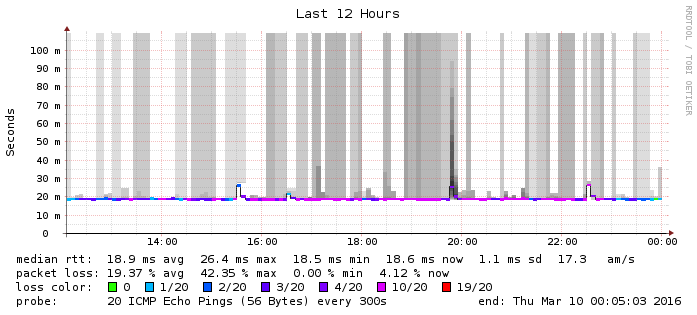 Last 12 Hours
RRDTOOL / TOBI OETIKER
Seconds
100 m
90 m
80 m
70 m
60 m
50 m
40 m
30 m
20 m
10 m
0
14:00 16:00 18:00 20:00 22:00 00:00
median rtt: 18.9 ms avg 26.4 ms max 18.5 ms min 18.6 ms now 1.1 ms sd 17.3 am/s
packet loss: 19.37 % avg 42.35 % max 0.00 % min 4.12 % now
loss color: 0 1/20 2/20 3/20 4/20 10/20 19/20
probe: 20 ICMP Echo Pings (56 Bytes) every 300s end: Thu Mar 10 00:05:03 2016